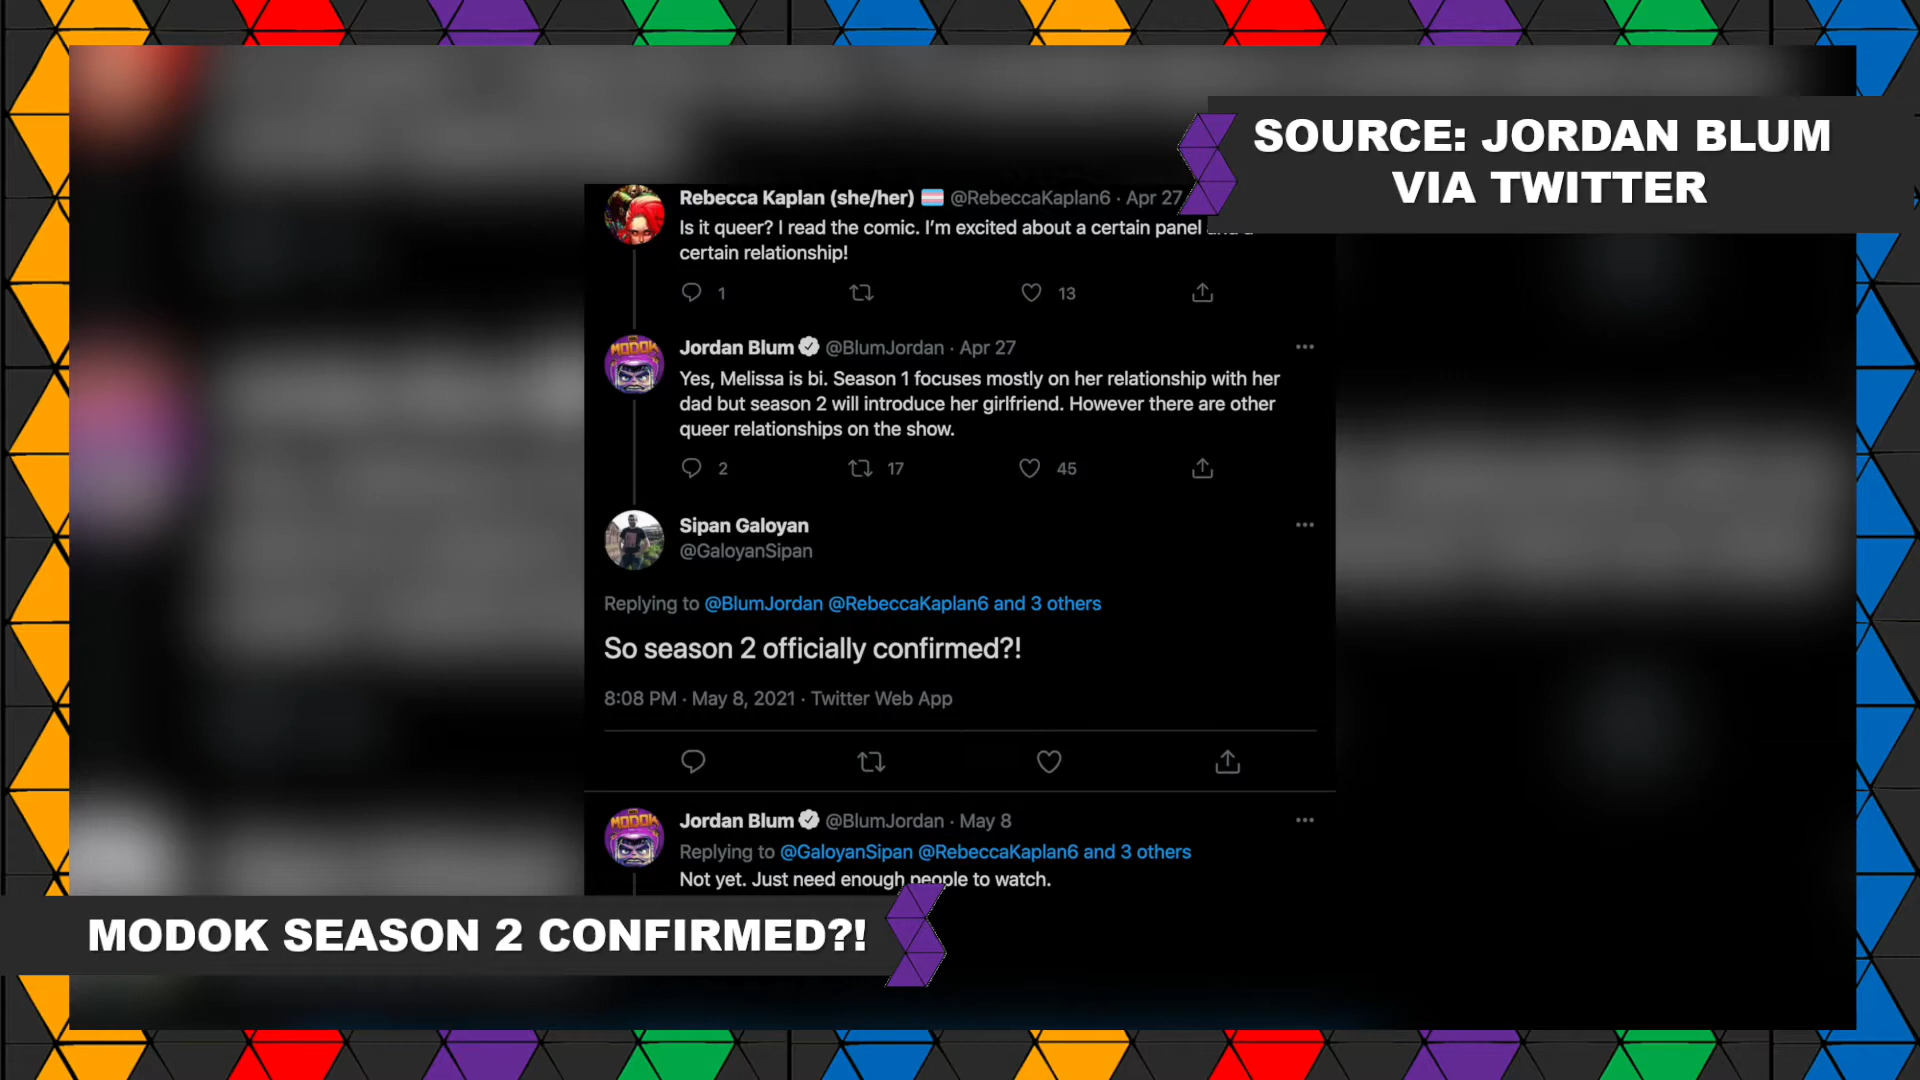 SOURCE: JORDAN BLUM
VIA TWITTER
Rebecca Kaplan (she/her) @RebeccaKaplan6 · Apr 27
Is it queer? I read the comic. I'm excited about a certain panel
certain relationship!
1 13
Jordan Blum @BlumJordan · Apr 27
Yes, Melissa is bi. Season 1 focuses mostly on her relationship with her
dad but season 2 will introduce her girlfriend. However there are other
queer relationships on the show.
2 17 45
Sipan Galoyan
@GaloyanSipan
Replying to @BlumJordan @RebeccaKaplan6 and 3 others
So season 2 officially confirmed?!
8:08 PM · May 8, 2021 · Twitter Web App
Jordan Blum @BlumJordan · May 8
Replying to @GaloyanSipan @RebeccaKaplan6 and 3 others
Not yet. Just need enough people to watch.
MODOK SEASON 2 CONFIRMED?!